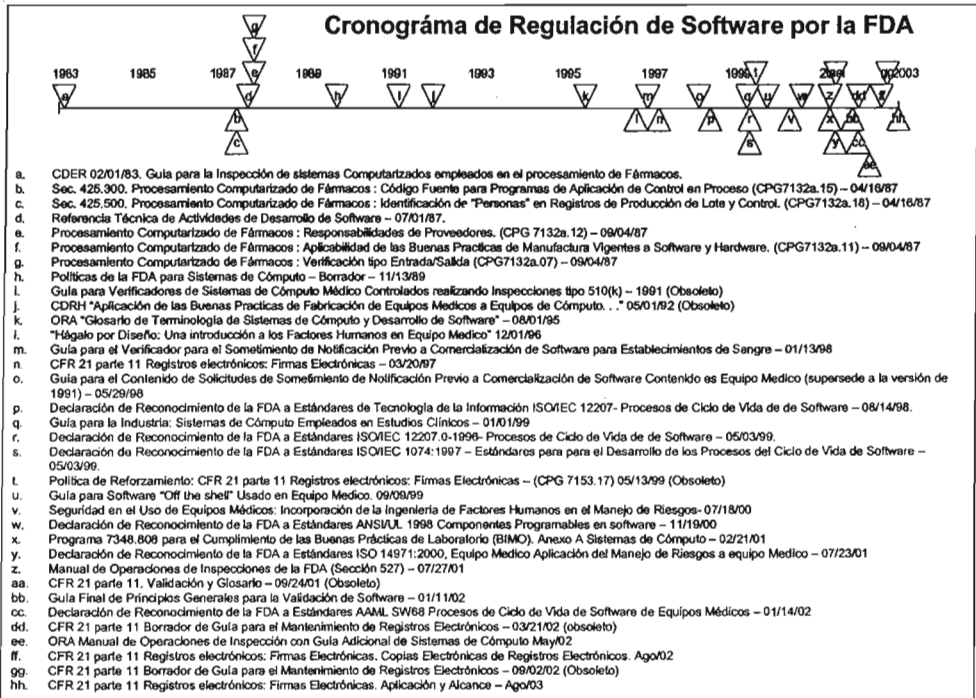 Cronográma de Regulación de Software por la FDA
g
f
1963 1985 1987 e 1989 1991 1993 1995 1997 1999 t 2003
a d h i j k m o q u w z dd ff
b l n r v x bb hh
c p s y cc
ee
a. CDER 02/01/83. Guía para la Inspección de sistemas Computarizados empleados en el procesamiento de Fármacos.
b. Sec. 425.300. Procesamiento Computarizado de Fármacos : Código Fuente para Programas de Aplicación de Control en Proceso (CPG7132a.15) – 04/16/87
c. Sec. 425.500. Procesamiento Computarizado de Fármacos : Identificación de "Personas" en Registros de Producción de Lote y Control. (CPG7132a.18) – 04/16/87
d. Referencia Técnica de Actividades de Desarrollo de Software – 07/01/87.
e. Procesamiento Computarizado de Fármacos : Responsabilidades de Proveedores. (CPG 7132a.12) – 09/04/87
f. Procesamiento Computarizado de Fármacos : Aplicabilidad de las Buenas Practicas de Manufactura Vigentes a Software y Hardware. (CPG7132a.11) – 09/04/87
g. Procesamiento Computarizado de Fármacos : Verificación tipo Entrada/Salida (CPG7132a.07) – 09/04/87
h. Políticas de la FDA para Sistemas de Cómputo – Borrador – 11/13/89
i. Guía para Verificadores de Sistemas de Cómputo Médico Controlados realizando Inspecciones tipo 510(k) – 1991 (Obsoleto)
j. CDRH "Aplicación de las Buenas Practicas de Fabricación de Equipos Medicos a Equipos de Cómputo. . ." 05/01/92 (Obsoleto)
k. ORA "Glosario de Terminología de Sistemas de Cómputo y Desarrollo de Software" – 08/01/95
l. "Hágalo por Diseño: Una introducción a los Factores Humanos en Equipo Medico" 12/01/96
m. Guía para el Verificador para el Sometimiento de Notificación Previo a Comercialización de Software para Establecimientos de Sangre – 01/13/98
n. CFR 21 parte 11 Registros electrónicos: Firmas Electrónicas – 03/20/97
o. Guía para el Contenido de Solicitudes de Sometimiento de Notificación Previo a Comercialización de Software Contenido es Equipo Medico (supersede a la versión de
1991) – 05/29/98
p. Declaración de Reconocimiento de la FDA a Estándares de Tecnología de la Información ISO/IEC 12207- Procesos de Ciclo de Vida de de Software – 08/14/98.
q. Guía para la Industria: Sistemas de Cómputo Empleados en Estudios Clínicos – 01/01/99
r. Declaración de Reconocimiento de la FDA a Estándares ISO/IEC 12207.0-1996- Procesos de Ciclo de Vida de de Software – 05/03/99.
s. Declaración de Reconocimiento de la FDA a Estándares ISO/IEC 1074:1997 – Estándaros para para el Desarrollo de los Procesos del Ciclo de Vida de Software –
05/03/99.
t. Politica de Reforzamiento: CFR 21 parte 11 Registros electrónicos: Firmas Electrónicas – (CPG 7153.17) 05/13/99 (Obsoleto)
u. Guía para Software "Off the shelf" Usado en Equipo Medico. 09/09/99
v. Seguridad en el Uso de Equipos Médicos: Incorporación de la Ingeniería de Factores Humanos en el Manejo de Riesgos- 07/18/00
w. Declaración de Reconocimiento de la FDA a Estándares ANSI/UL 1998 Componentes Programables en software – 11/19/00
x. Programa 7348.808 para el Cumplimiento de las Buenas Prácticas de Laboratorio (BIMO). Anexo A Sistemas de Cómputo – 02/21/01
y. Declaración de Reconocimiento de la FDA a Estándares ISO 14971:2000, Equipo Medico Aplicación del Manejo de Riesgos a equipo Medico – 07/23/01
z. Manual de Operaciones de Inspecciones de la FDA (Sección 527) – 07/27/01
aa. CFR 21 parte 11. Validación y Glosario – 09/24/01 (Obsoleto)
bb. Guía Final de Principios Generales para la Validación de Software – 01/11/02
cc. Declaración de Reconocimiento de la FDA a Estándares AAML SW68 Procesos de Ciclo de Vida de Software de Equipos Médicos – 01/14/02
dd. CFR 21 parte 11 Borrador de Guía para el Mantenimiento de Registros Electrónicos – 03/21/02 (obsoleto)
ee. ORA Manual de Operaciones de Inspección con Guía Adicional de Sistemas de Cómputo May/02
ff. CFR 21 parte 11 Registros electrónicos: Firmas Electrónicas. Copias Electrónicas de Registros Electrónicos. Ago/02
gg. CFR 21 parte 11 Borrador de Guía para el Mantenimiento de Registros Electrónicos – 09/02/02 (Obsoleto)
hh. CFR 21 parte 11 Registros electrónicos: Firmas Electrónicas. Aplicación y Alcance – Ago/03